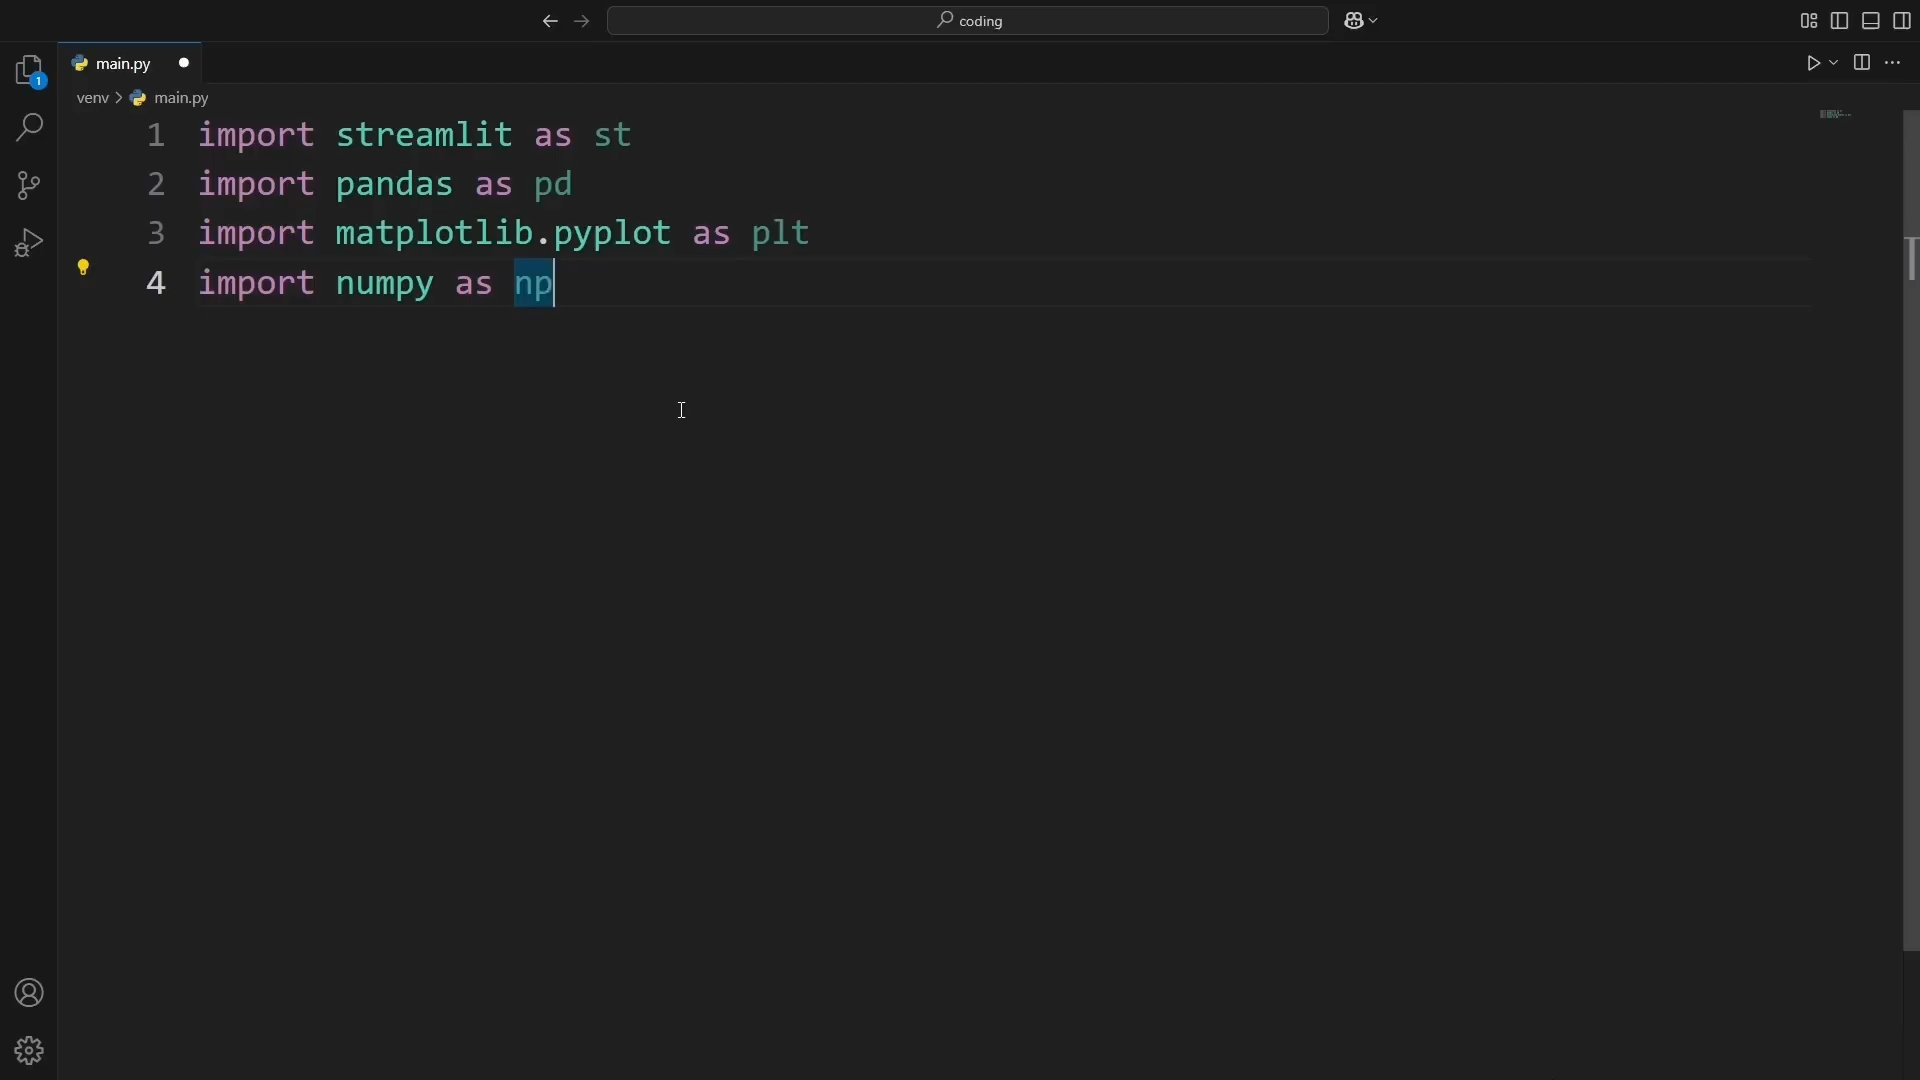 coding
main.py
1
venv > main.py
1 import streamlit as st
2 import pandas as pd
3 import matplotlib.pyplot as plt
4 import numpy as np